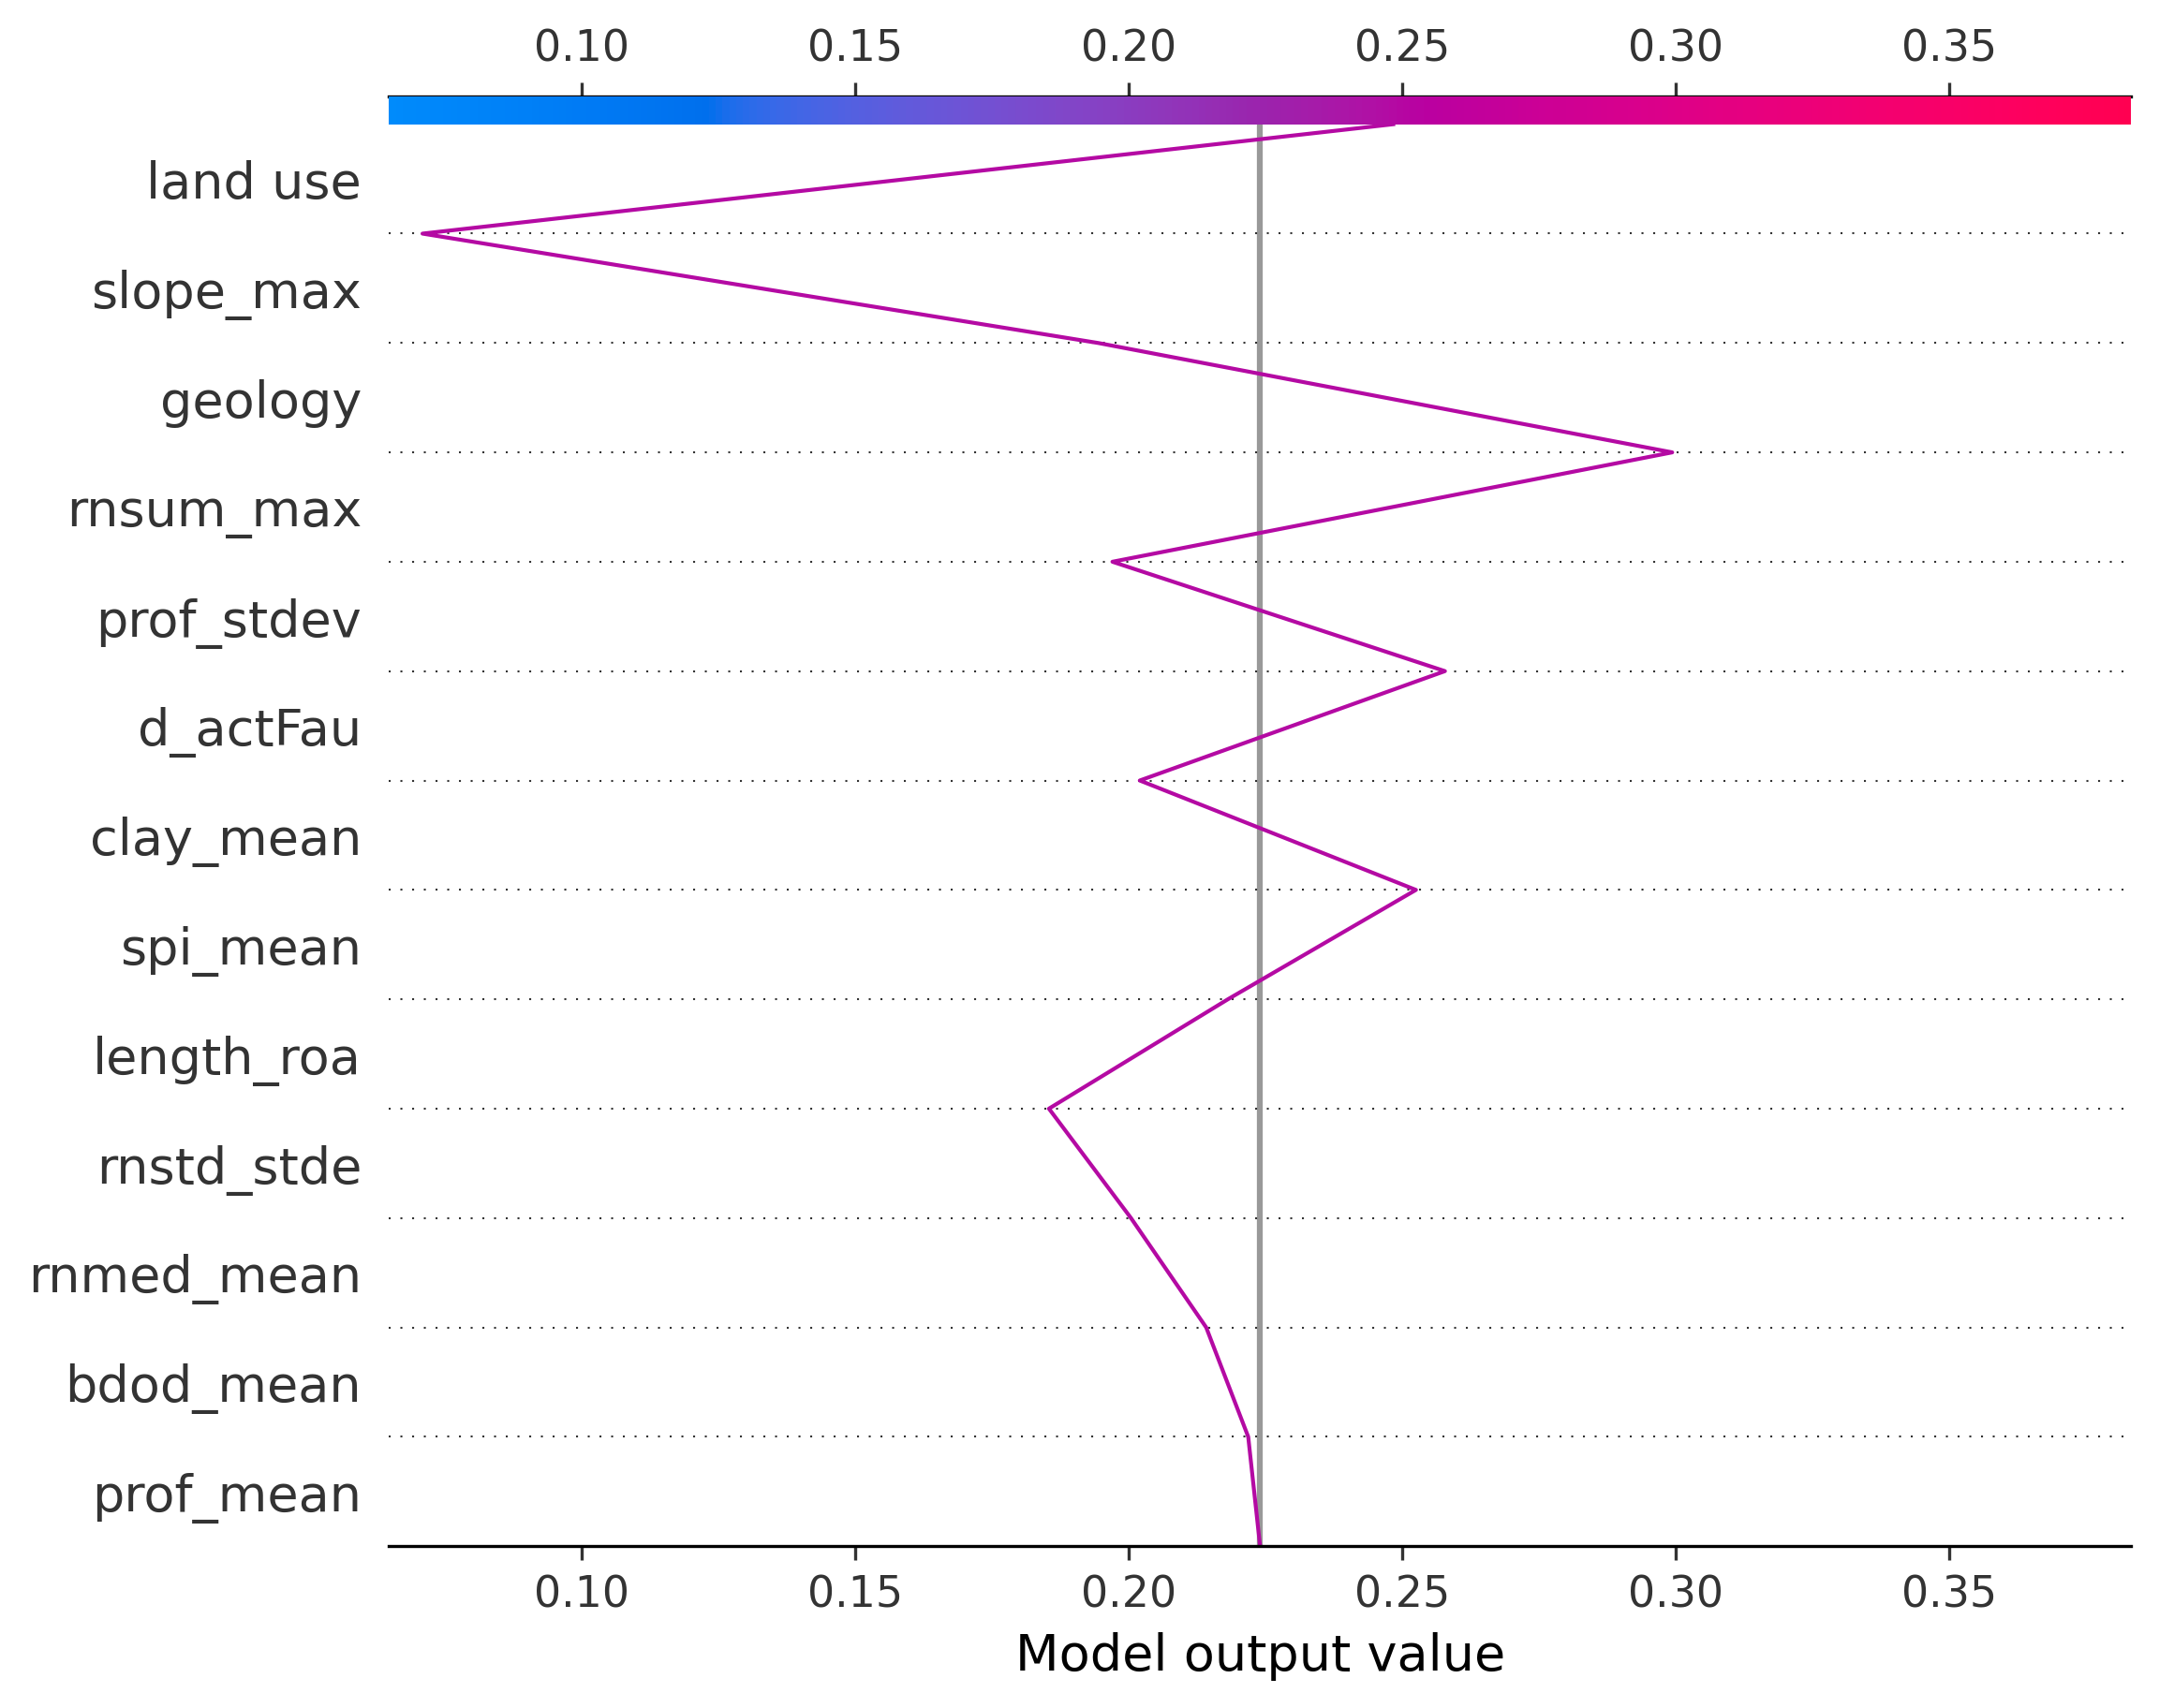 0.10 0.15 0.20 0.25 0.30 0.35
land use
slope_max
geology
rnsum_max
prof_stdev
d_actFau
clay_mean
spi_mean
length_roa
rnstd_stde
rnmed_mean
bdod_mean
prof_mean
0.10 0.15 0.20 0.25 0.30 0.35
Model output value